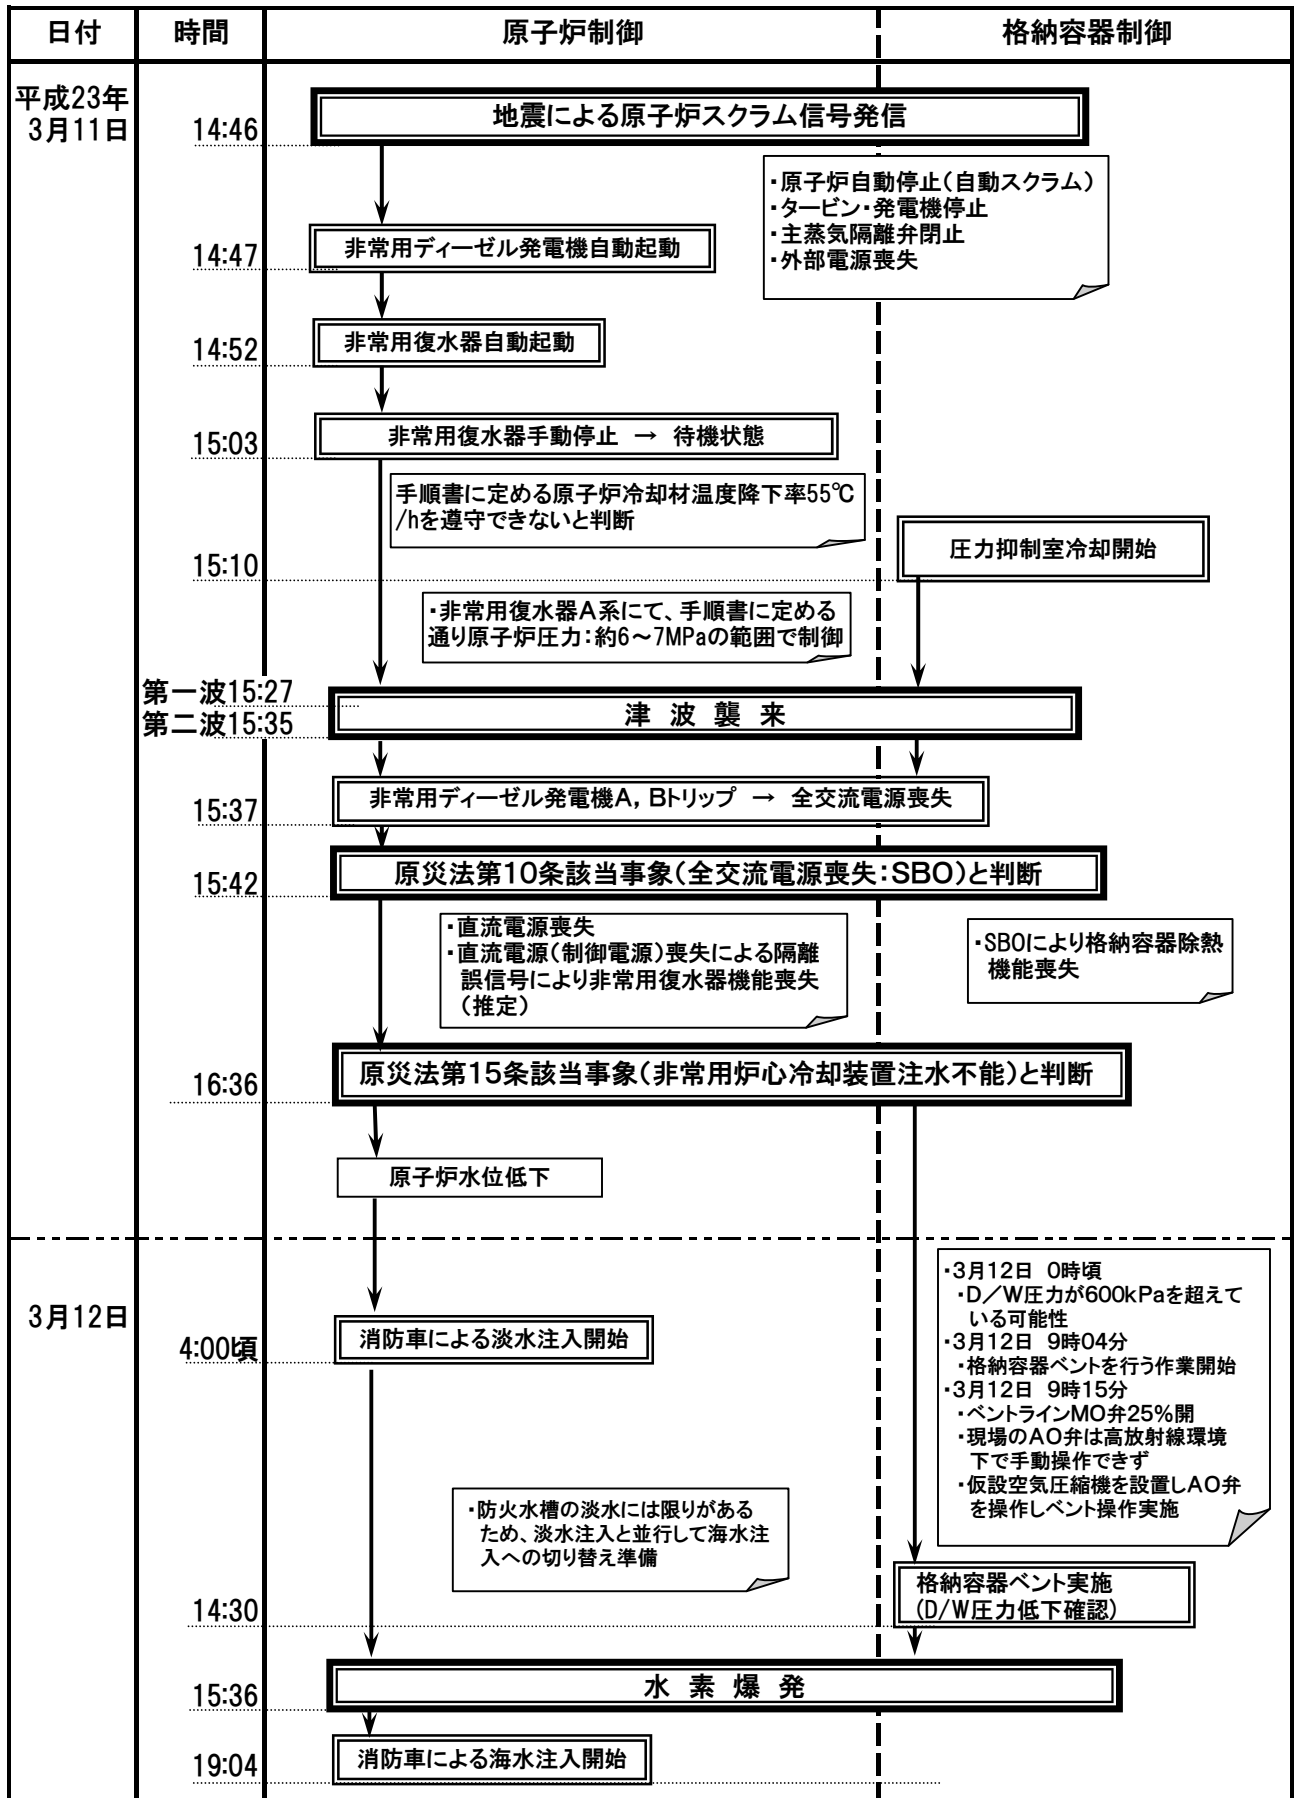 日付 時間 原子炉制御 格納容器制御
平成23年
3月11日
14:46
地震による原子炉スクラム信号発信
・原子炉自動停止(自動スクラム)
・タービン・発電機停止
・主蒸気隔離弁閉止
・外部電源喪失
14:47
非常用ディーゼル発電機自動起動
14:52
非常用復水器自動起動
15:03
非常用復水器手動停止 → 待機状態
手順書に定める原子炉冷却材温度降下率55℃
/hを遵守できないと判断
15:10
圧力抑制室冷却開始
・非常用復水器A系にて、手順書に定める
通り原子炉圧力:約6~7MPaの範囲で制御
第一波15:27
第二波15:35
津 波 襲 来
15:37
非常用ディーゼル発電機A,Bトリップ → 全交流電源喪失
15:42
原災法第10条該当事象(全交流電源喪失:SBO)と判断
・直流電源喪失
・直流電源(制御電源)喪失による隔離
誤信号により非常用復水器機能喪失
(推定)
・SBOにより格納容器除熱
機能喪失
16:36
原災法第15条該当事象(非常用炉心冷却装置注水不能)と判断
原子炉水位低下
3月12日
4:00頃
消防車による淡水注入開始
・3月12日 0時頃
・D/W圧力が600kPaを超えて
いる可能性
・3月12日 9時04分
・格納容器ベントを行う作業開始
・3月12日 9時15分
・ベントラインMO弁25%開
・現場のAO弁は高放射線環境
下で手動操作できず
・仮設空気圧縮機を設置しAO弁
を操作しベント操作実施
・防火水槽の淡水には限りがある
ため、淡水注入と並行して海水注
入への切り替え準備
14:30
格納容器ベント実施
(D/W圧力低下確認)
15:36
水 素 爆 発
19:04
消防車による海水注入開始